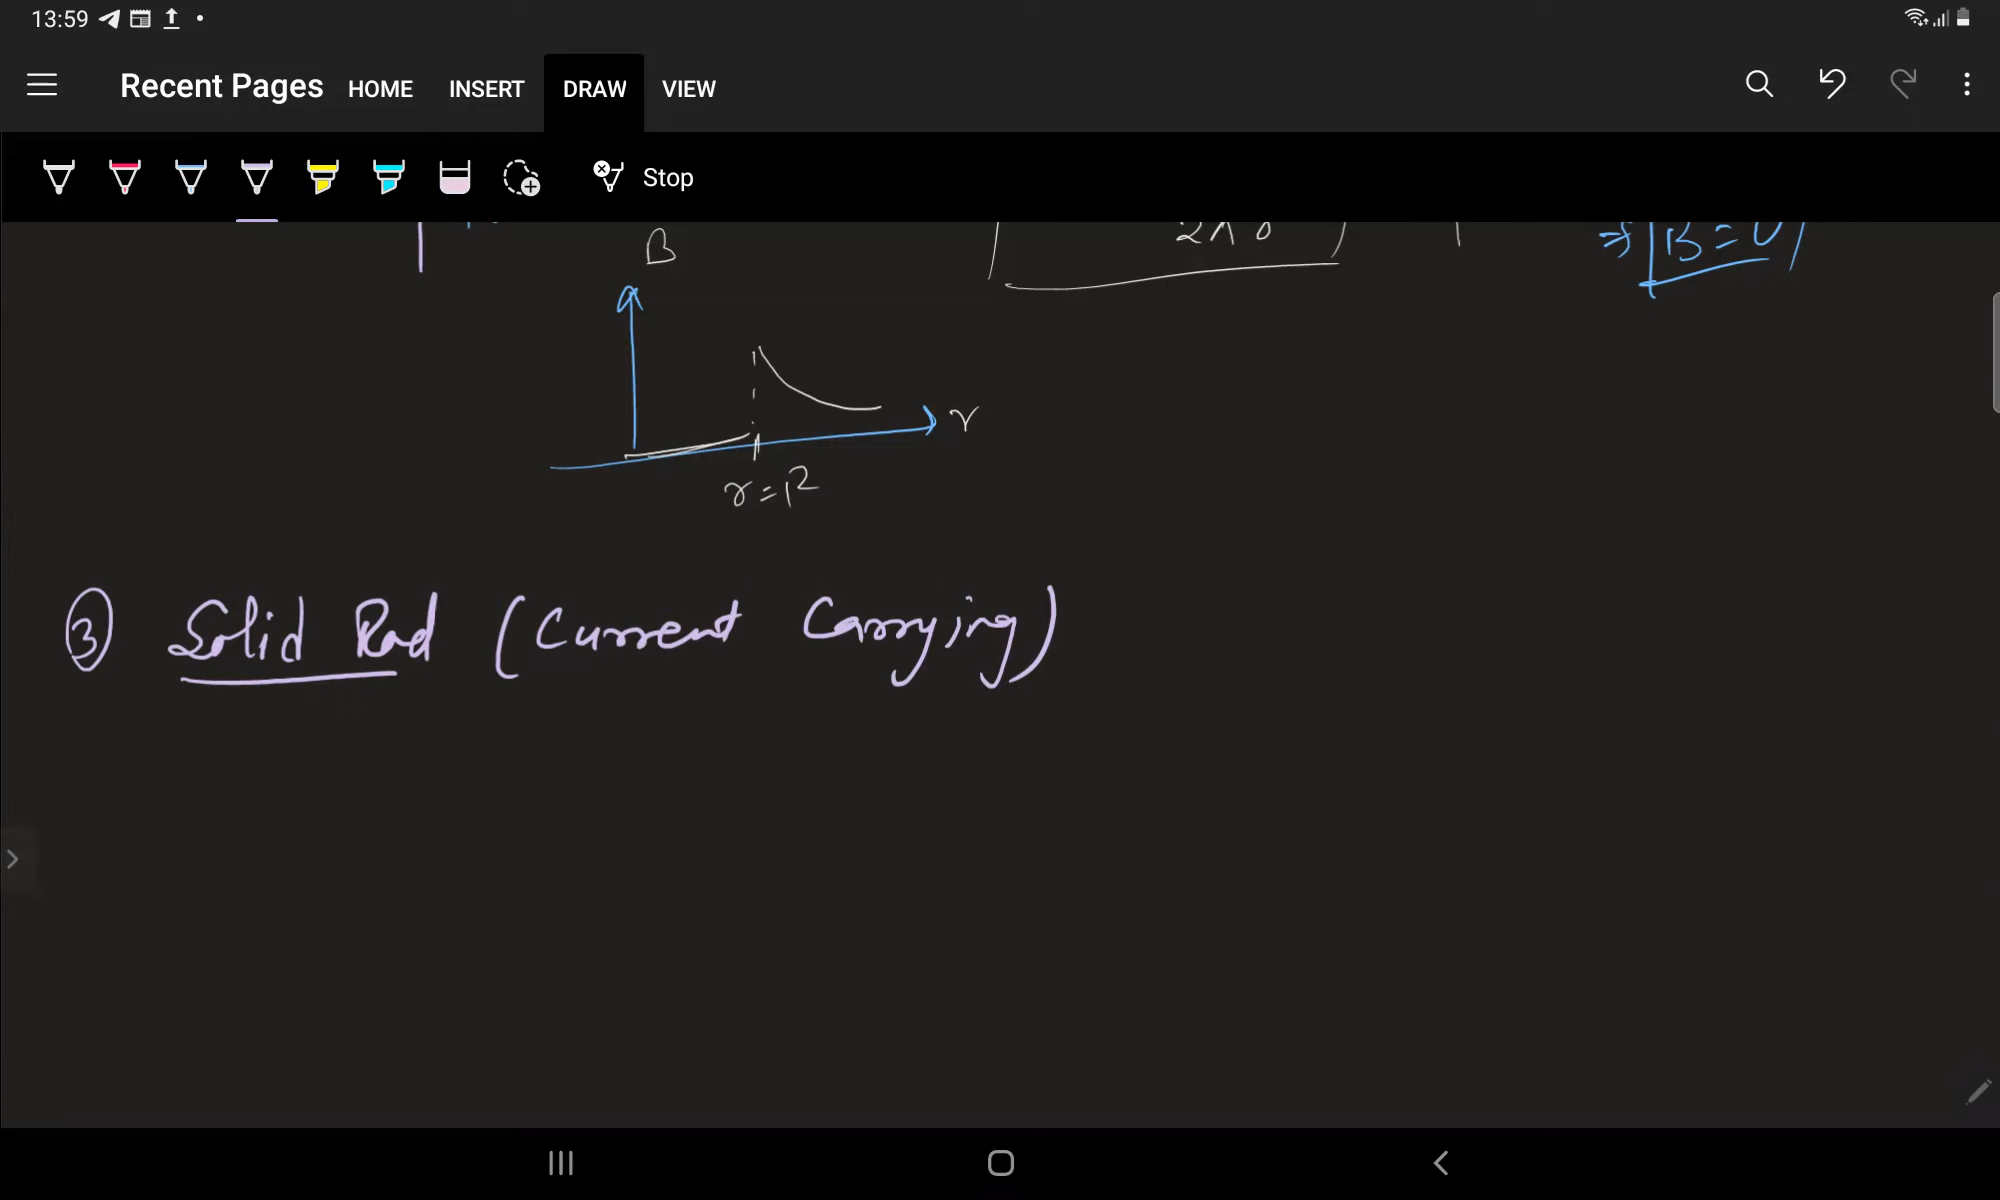 13:59
Recent Pages HOME INSERT DRAW VIEW
Stop
B
⇒ B = 0
r
r = R
③ Solid Rod (Current Carrying)